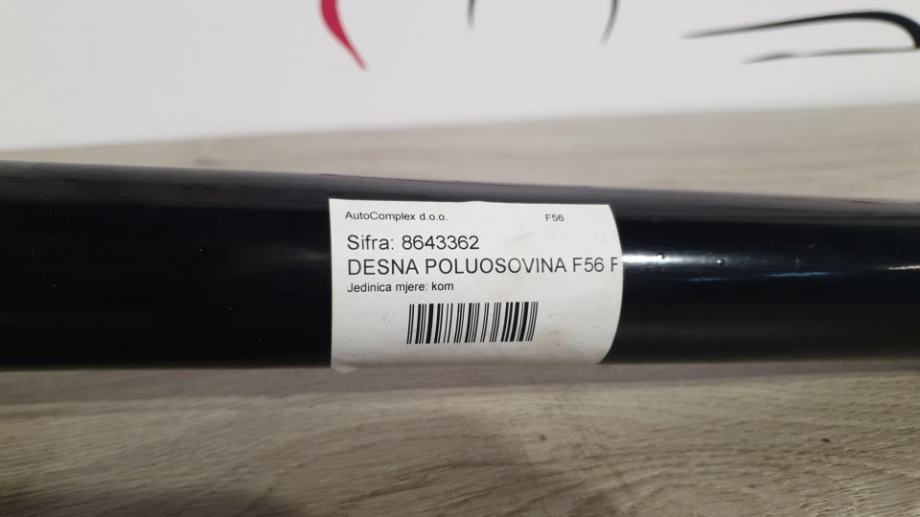 AutoComplex d.o.o. F56
Sifra: 8643362
DESNA POLUOSOVINA F56 F
Jedinica mjere: kom